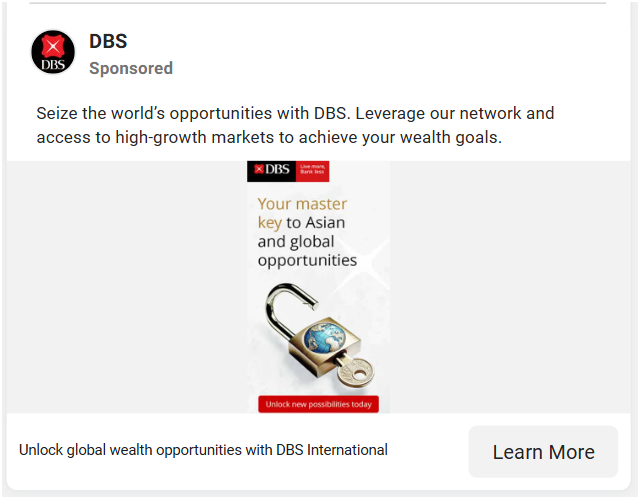 DBS
DBS
Sponsored
Seize the world's opportunities with DBS. Leverage our network and
access to high-growth markets to achieve your wealth goals.
DBS
Live more,
Bank less
Your master
key to Asian
and global
opportunities
Unlock new possibilities today
Unlock global wealth opportunities with DBS International
Learn More